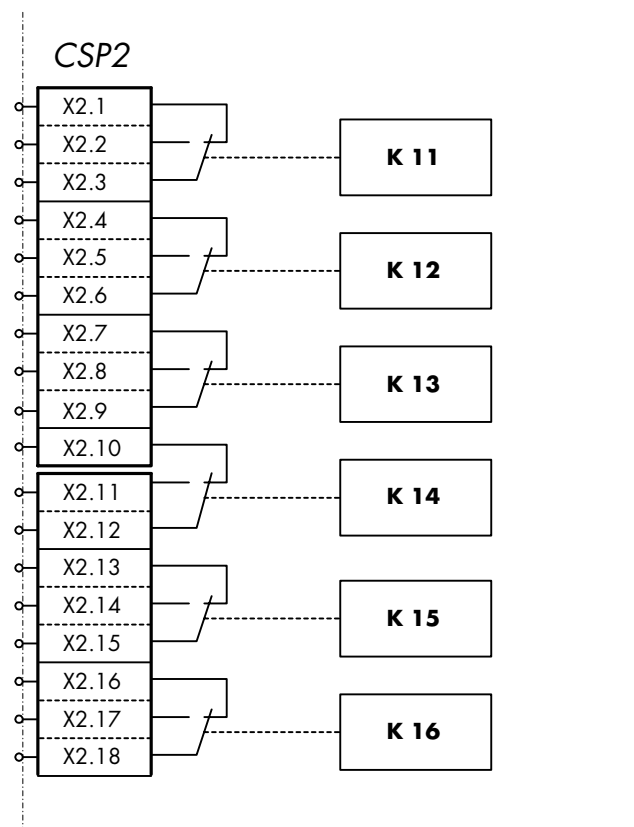 CSP2
X2.1
X2.2
K 11
X2.3
X2.4
X2.5
K 12
X2.6
X2.7
X2.8
K 13
X2.9
X2.10
X2.11
K 14
X2.12
X2.13
X2.14
K 15
X2.15
X2.16
X2.17
K 16
X2.18